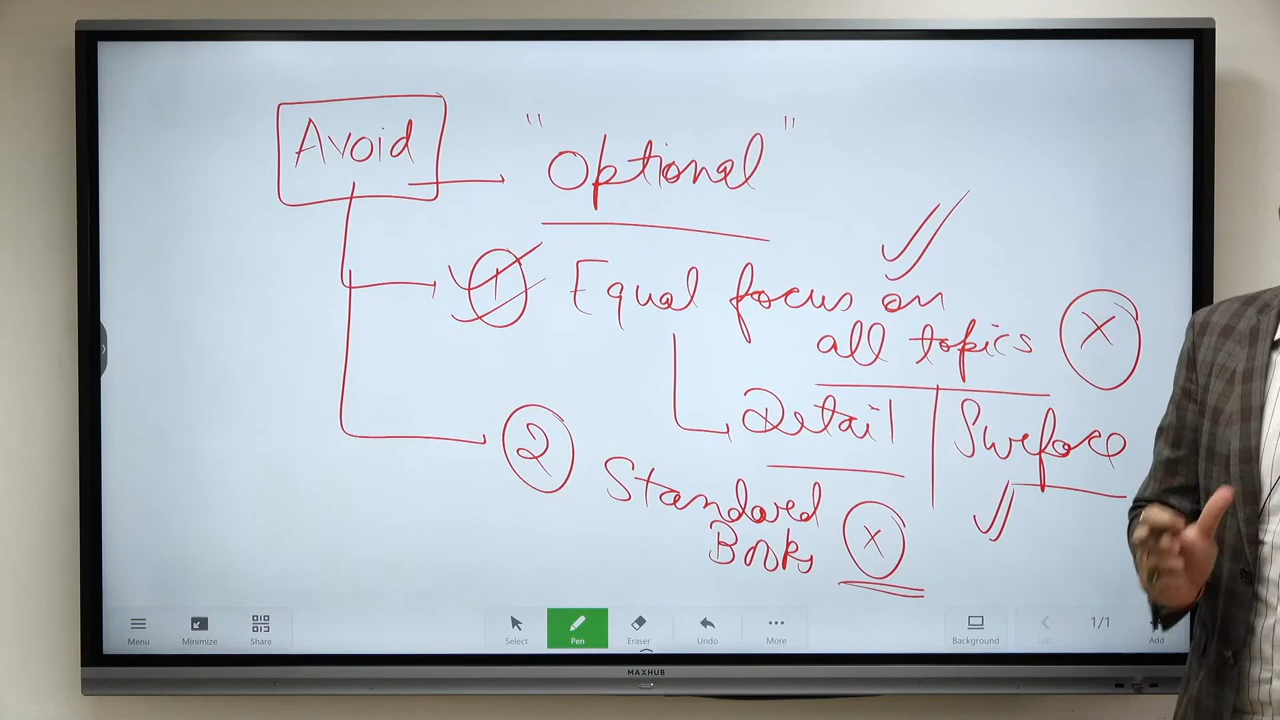 Avoid
" Optional "
1 Equal focus on
all topics X
Detail Surface
2 Standard
Books X
Menu Minimize Share Select Pen Eraser Undo More Background 1/1 Add
MAXHUB